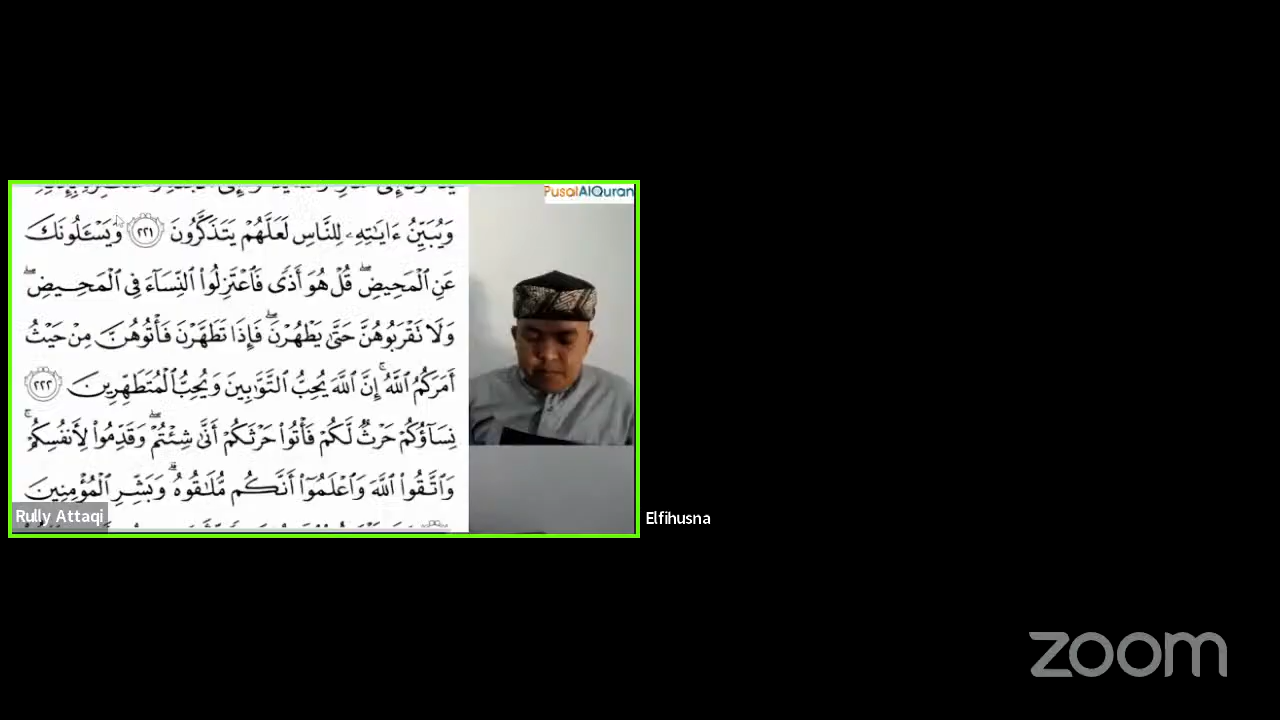 PusatAlQuran
وَيُبَيِّنُ ءَايَٰتِهِۦ لِلنَّاسِ لَعَلَّهُمْ يَتَذَكَّرُونَ ٢٢١ وَيَسْـَٔلُونَكَ
عَنِ ٱلْمَحِيضِ ۖ قُلْ هُوَ أَذًى فَٱعْتَزِلُوا۟ ٱلنِّسَآءَ فِى ٱلْمَحِيضِ ۖ
وَلَا تَقْرَبُوهُنَّ حَتَّىٰ يَطْهُرْنَ ۖ فَإِذَا تَطَهَّرْنَ فَأْتُوهُنَّ مِنْ حَيْثُ
أَمَرَكُمُ ٱللَّهُ ۚ إِنَّ ٱللَّهَ يُحِبُّ ٱلتَّوَّٰبِينَ وَيُحِبُّ ٱلْمُتَطَهِّرِينَ ٢٢٢
نِسَآؤُكُمْ حَرْثٌ لَّكُمْ فَأْتُوا۟ حَرْثَكُمْ أَنَّىٰ شِئْتُمْ ۖ وَقَدِّمُوا۟ لِأَنفُسِكُمْ ۚ
وَٱتَّقُوا۟ ٱللَّهَ وَٱعْلَمُوٓا۟ أَنَّكُم مُّلَٰقُوهُ ۗ وَبَشِّرِ ٱلْمُؤْمِنِينَ
Rully Attaqi
Elfihusna
zoom